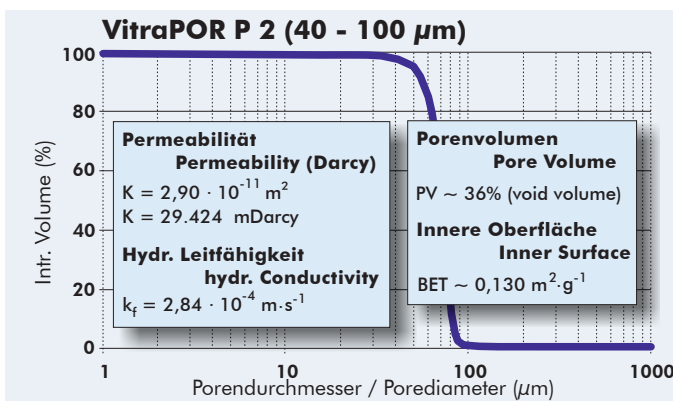 VitraPOR P 2 (40 - 100 µm)
100
80
60
40
20
0
Intr. Volume (%)
Permeabilität
Permeability (Darcy)
K = 2,90 · 10⁻¹¹ m²
K = 29.424 mDarcy
Hydr. Leitfähigkeit
hydr. Conductivity
k_f = 2,84 · 10⁻⁴ m·s⁻¹
Porenvolumen
Pore Volume
PV ~ 36% (void volume)
Innere Oberfläche
Inner Surface
BET ~ 0,130 m²·g⁻¹
1 10 100 1000
Porendurchmesser / Porediameter (µm)